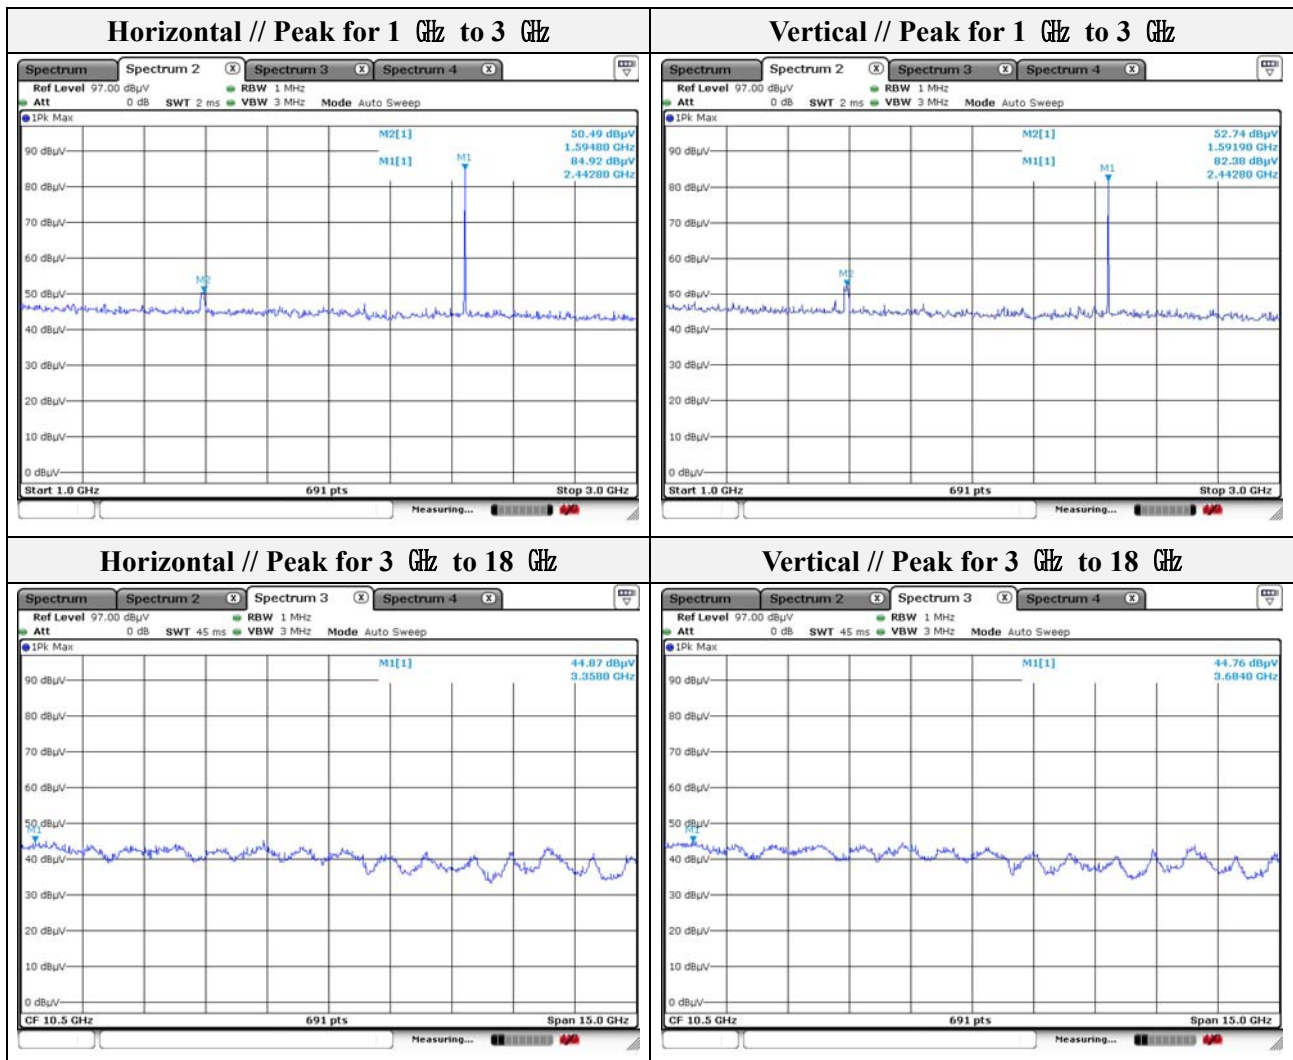 Horizontal // Peak for 1 ㎓ to 3 ㎓
Vertical // Peak for 1 ㎓ to 3 ㎓
Spectrum Spectrum 2 X Spectrum 3 X Spectrum 4 X
Ref Level 97.00 dBµV RBW 1 MHz
Att 0 dB SWT 2 ms VBW 3 MHz Mode Auto Sweep
1Pk Max
M2[1] 50.49 dBµV
1.59480 GHz
M1[1] 84.92 dBµV
2.44280 GHz
M1
M2
90 dBµV
80 dBµV
70 dBµV
60 dBµV
50 dBµV
40 dBµV
30 dBµV
20 dBµV
10 dBµV
0 dBµV
Start 1.0 GHz 691 pts Stop 3.0 GHz
Measuring...
Spectrum Spectrum 2 X Spectrum 3 X Spectrum 4 X
Ref Level 97.00 dBµV RBW 1 MHz
Att 0 dB SWT 2 ms VBW 3 MHz Mode Auto Sweep
1Pk Max
M2[1] 52.74 dBµV
1.59190 GHz
M1[1] 82.38 dBµV
2.44280 GHz
M1
M2
90 dBµV
80 dBµV
70 dBµV
60 dBµV
50 dBµV
40 dBµV
30 dBµV
20 dBµV
10 dBµV
0 dBµV
Start 1.0 GHz 691 pts Stop 3.0 GHz
Measuring...
Horizontal // Peak for 3 ㎓ to 18 ㎓
Vertical // Peak for 3 ㎓ to 18 ㎓
Spectrum Spectrum 2 X Spectrum 3 X Spectrum 4 X
Ref Level 97.00 dBµV RBW 1 MHz
Att 0 dB SWT 45 ms VBW 3 MHz Mode Auto Sweep
1Pk Max
M1[1] 44.87 dBµV
3.3580 GHz
90 dBµV
80 dBµV
70 dBµV
60 dBµV
50 dBµV
M1
40 dBµV
30 dBµV
20 dBµV
10 dBµV
0 dBµV
CF 10.5 GHz 691 pts Span 15.0 GHz
Measuring...
Spectrum Spectrum 2 X Spectrum 3 X Spectrum 4 X
Ref Level 97.00 dBµV RBW 1 MHz
Att 0 dB SWT 45 ms VBW 3 MHz Mode Auto Sweep
1Pk Max
M1[1] 44.76 dBµV
3.6840 GHz
90 dBµV
80 dBµV
70 dBµV
60 dBµV
50 dBµV
M1
40 dBµV
30 dBµV
20 dBµV
10 dBµV
0 dBµV
CF 10.5 GHz 691 pts Span 15.0 GHz
Measuring...